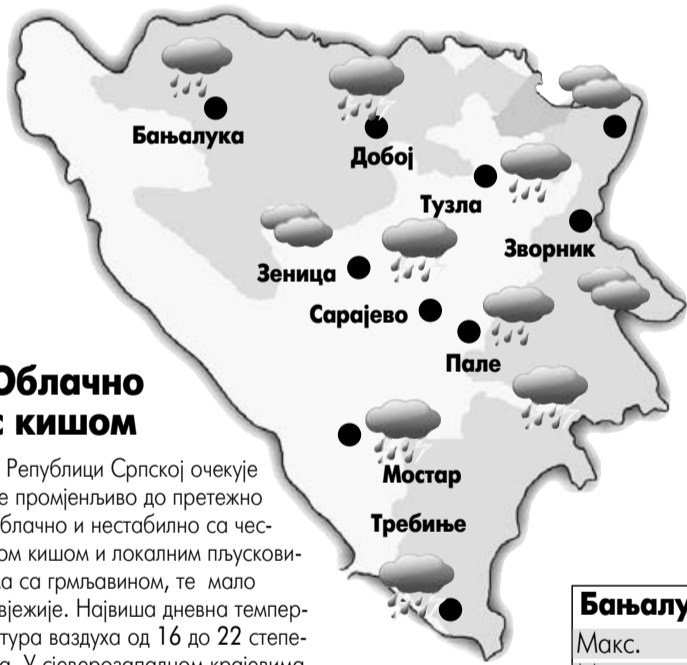 Бањалука
Добој
Тузла
Зворник
Зеница
Сарајево
Пале
Мостар
Требиње
Облачно
с кишом
Републици Српској очекује
е промјенљиво до претежно
блачно и нестабилно са чес-
ом кишом и локалним пљускови-
а са грмљавином, те мало
вјежије. Највиша дневна темпер-
тура ваздуха од 16 до 22 степе-
а. У сјеверозападном крајевима
Бањалу
Макс.